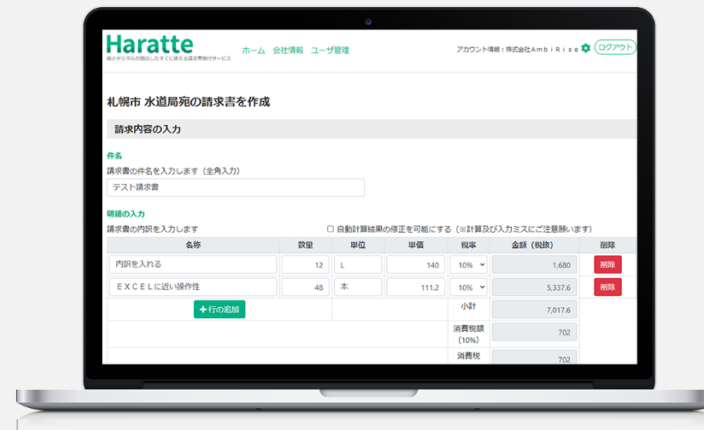 Haratte
紙とデジタルが融合したすぐに使える請求書発行サービス
ホーム 会社情報 ユーザ管理
アカウント情報：株式会社ＡｍｂｉＲｉｓｅ
ログアウト
札幌市 水道局宛の請求書を作成
請求内容の入力
件名
請求書の件名を入力します（全角入力）
テスト請求書
明細の入力
請求書の内訳を入力します
自動計算結果の修正を可能にする（※計算及び入力ミスにご注意願います）
名称 数量 単位 単価 税率 金額（税抜） 削除
内訳を入れる 12 L 140 10% 1,680 削除
ＥＸＣＥＬに近い操作性 48 本 111.2 10% 5,337.6 削除
+行の追加 小計 7,017.6
消費税額（10%） 702
消費税 702